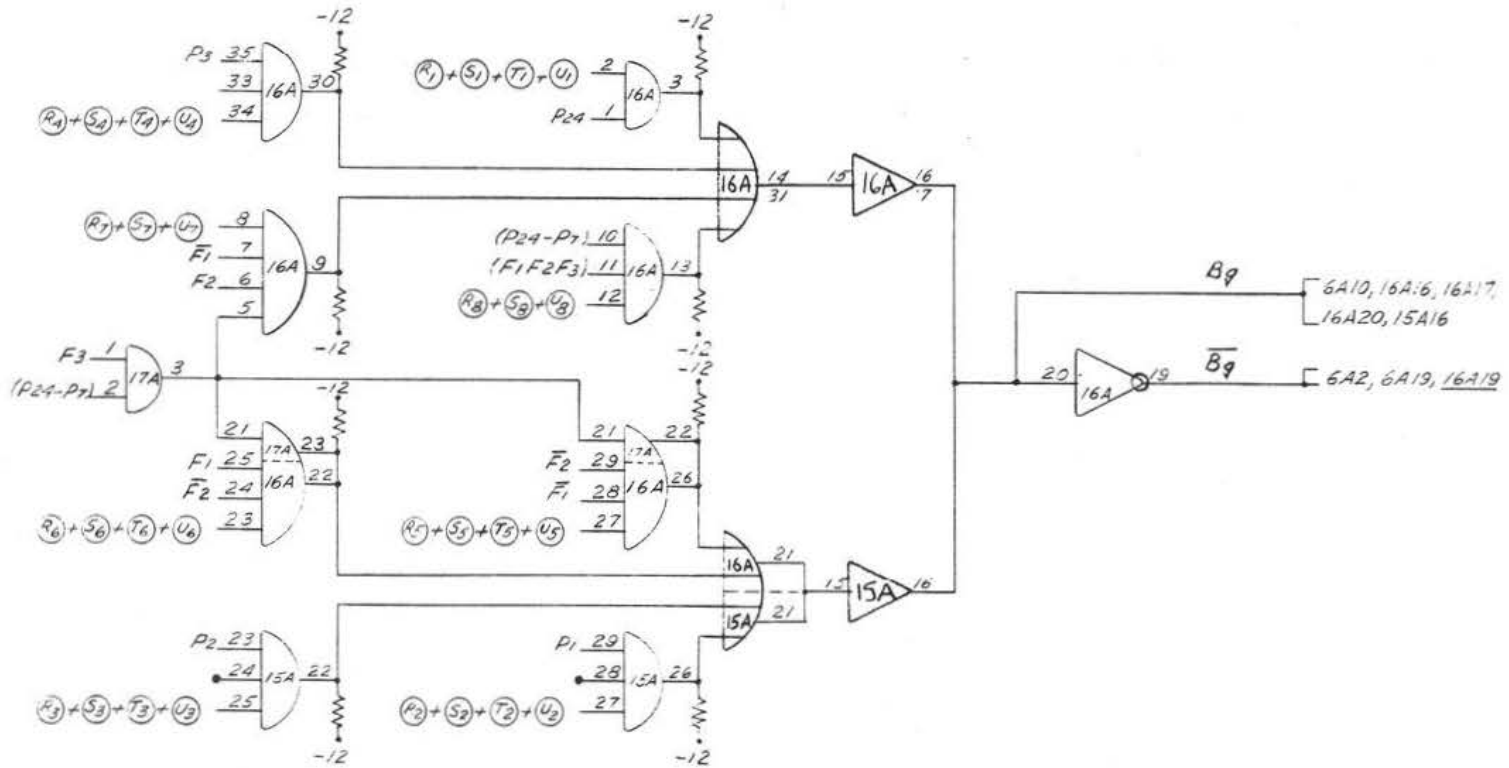 -12
-12
P3 35
33
(R4)+(S4)+(T4)+(U4) 34
16A 30
(R1)+(S1)+(T1)+(U1) 2
P24 1
16A 3
16A 14
31
15 16A 16
17
(R7)+(S7)+(U7) 8
F̅1 7
F2 6
5
16A 9
(P24-P7) 10
(F1F2F3) 11
(R8)+(S8)+(U8) 12
16A 13
-12
-12
F3 1
(P24-P7) 2
17A 3
Bg
6A10, 16A16, 16A17,
16A20, 15A16
20 16A 19
B̅g̅
6A2, 6A19, 16A19
-12
-12
21 17A 23
F1 25
F̅2 24
(R6)+(S6)+(T6)+(U6) 23
16A 22
21 17A 22
F̅2 29
F̅1 28
(R5)+(S5)+(T5)+(U5) 27
16A 26
16A 21
15A 21
15 15A 16
P2 23
24
(R3)+(S3)+(T3)+(U3) 25
15A 22
P1 29
28
(R2)+(S2)+(T2)+(U2) 27
15A 26
-12
-12